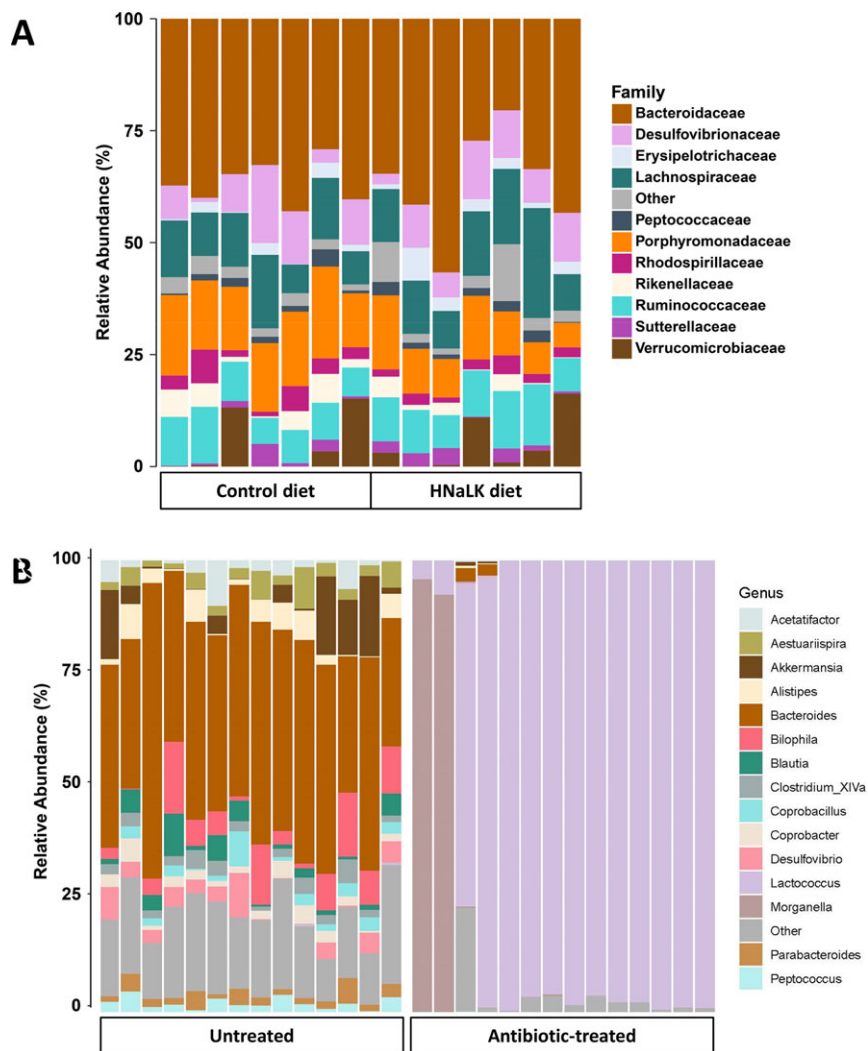 A
Relative Abundance (%)
100
75
50
25
0
Control diet
HNaLK diet
Family
Bacteroidaceae
Desulfovibrionaceae
Erysipelotrichaceae
Lachnospiraceae
Other
Peptococcaceae
Porphyromonadaceae
Rhodospirillaceae
Rikenellaceae
Ruminococcaceae
Sutterellaceae
Verrucomicrobiaceae
B
Relative Abundance (%)
100
75
50
25
0
Untreated
Antibiotic-treated
Genus
Acetatifactor
Aestuariispira
Akkermansia
Alistipes
Bacteroides
Bilophila
Blautia
Clostridium_XIVa
Coprobacillus
Coprobacter
Desulfovibrio
Lactococcus
Morganella
Other
Parabacteroides
Peptococcus